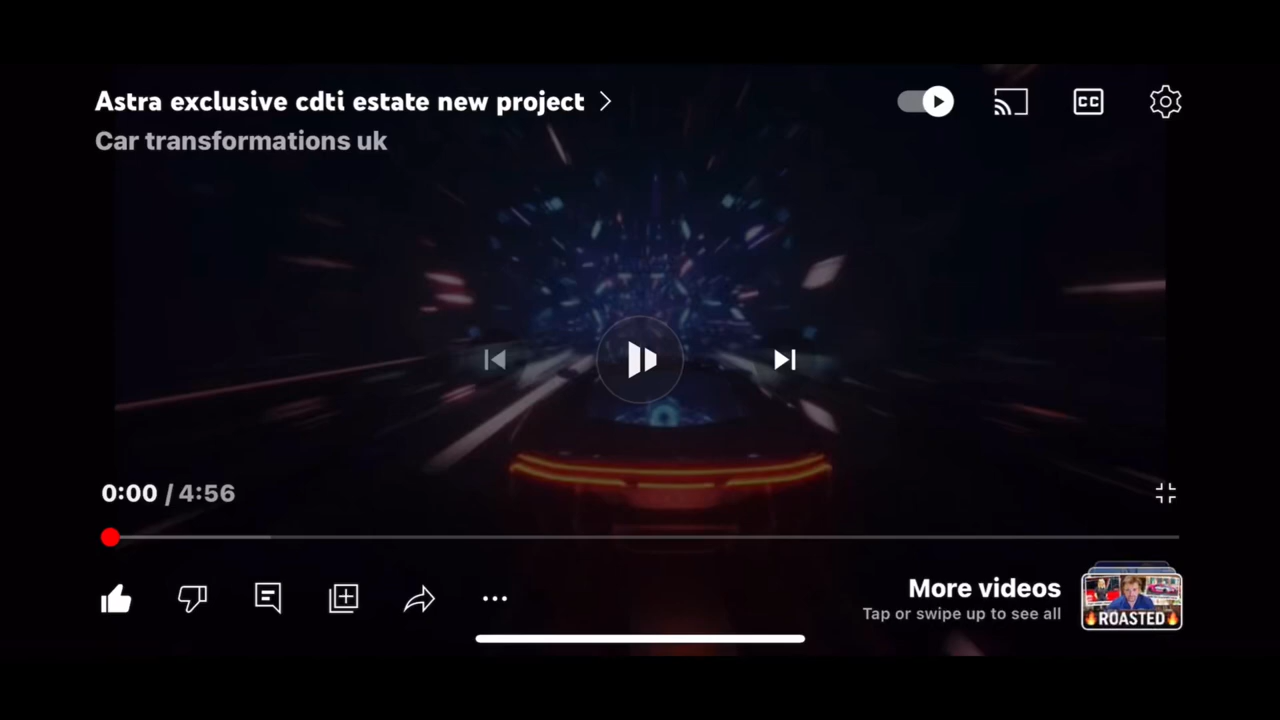 Astra exclusive cdti estate new project
Car transformations uk
CC
0:00 / 4:56
More videos
Tap or swipe up to see all
ROASTED